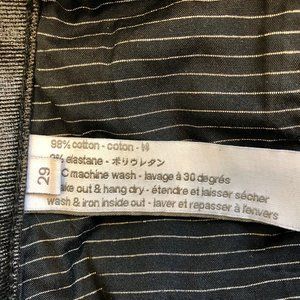 98% cotton - coton - 綿
2% elastane - ポリウレタン
C machine wash - lavage à 30 degrés
ake out & hang dry - étendre et laisser sécher
wash & iron inside out - laver et repasser à l'envers
29